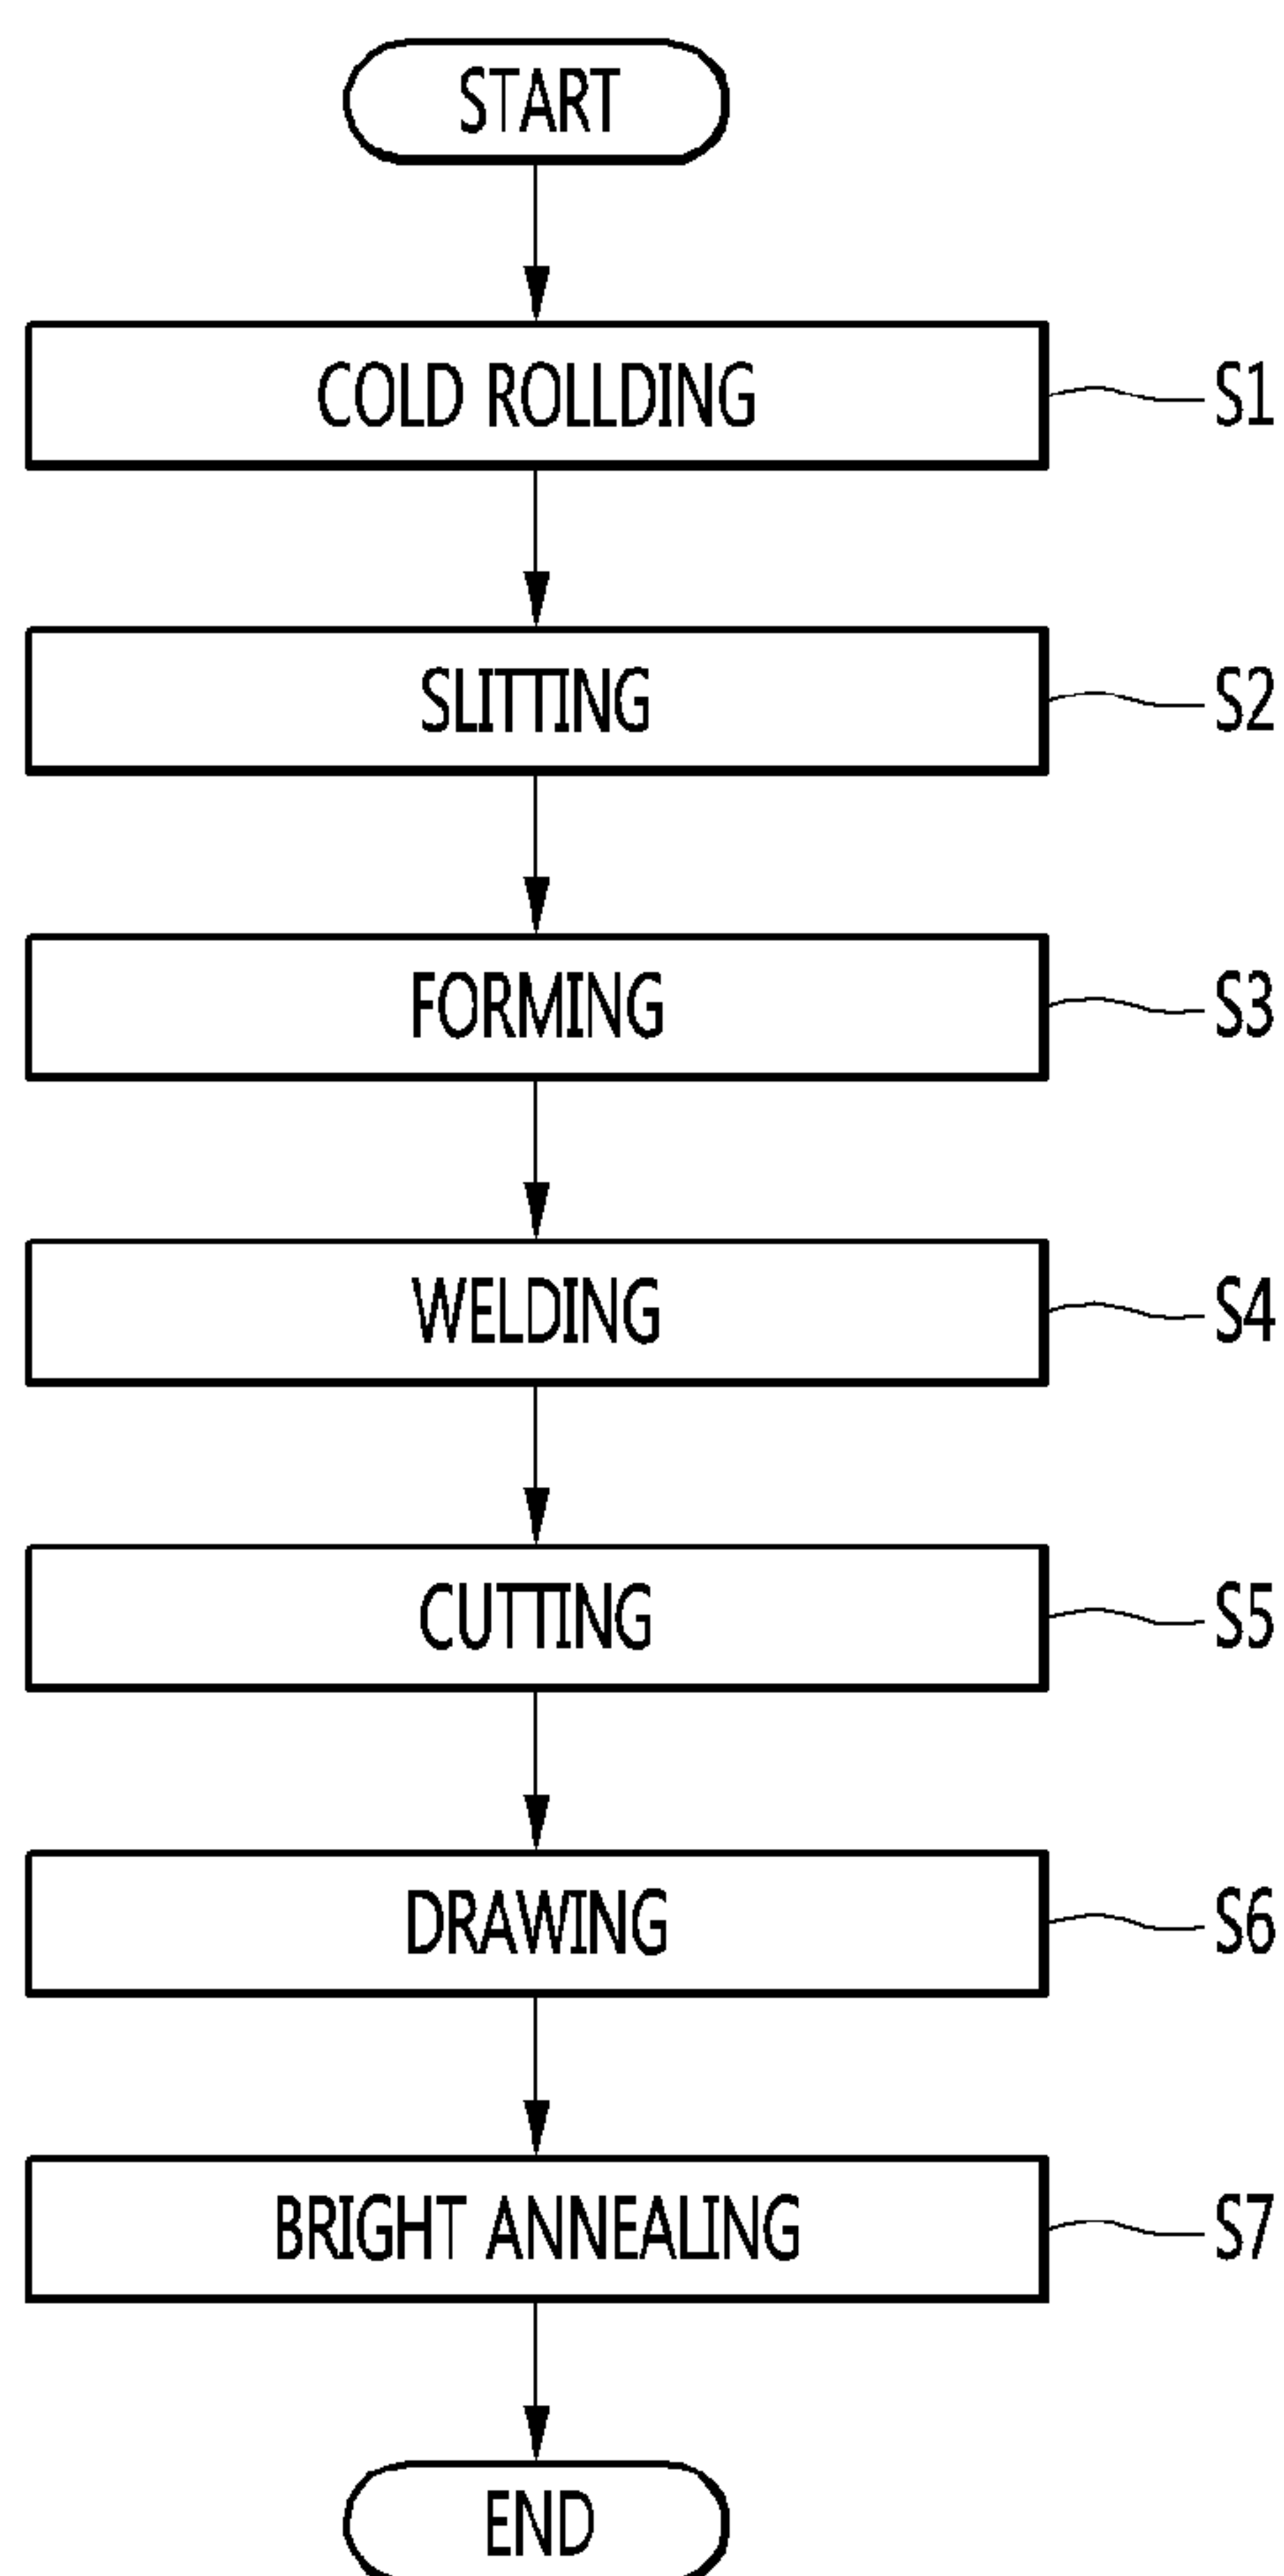 START
COLD ROLLDING S1
SLITTING S2
FORMING S3
WELDING S4
CUTTING S5
DRAWING S6
BRIGHT ANNEALING S7
END